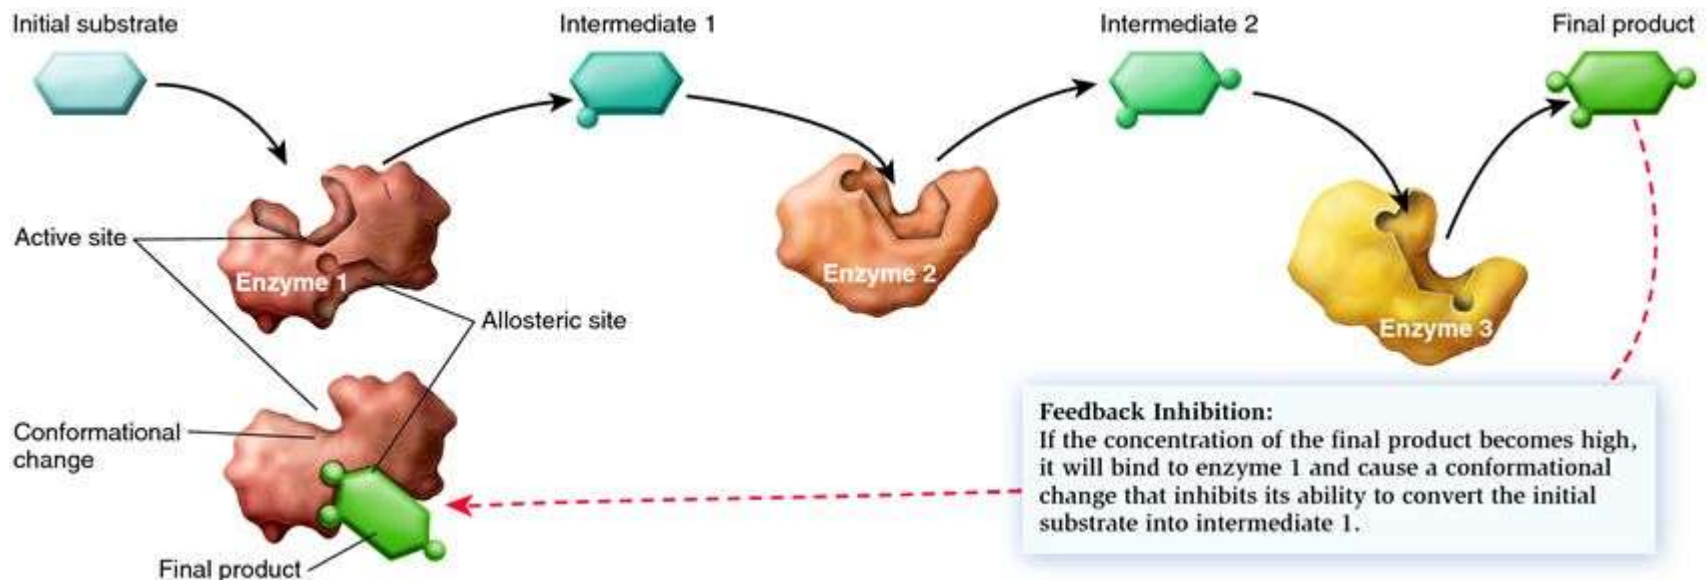 Initial substrate
Intermediate 1
Intermediate 2
Final product
Active site
Enzyme 1
Enzyme 2
Enzyme 3
Allosteric site
Conformational
change
Final product
Feedback Inhibition:
If the concentration of the final product becomes high,
it will bind to enzyme 1 and cause a conformational
change that inhibits its ability to convert the initial
substrate into intermediate 1.